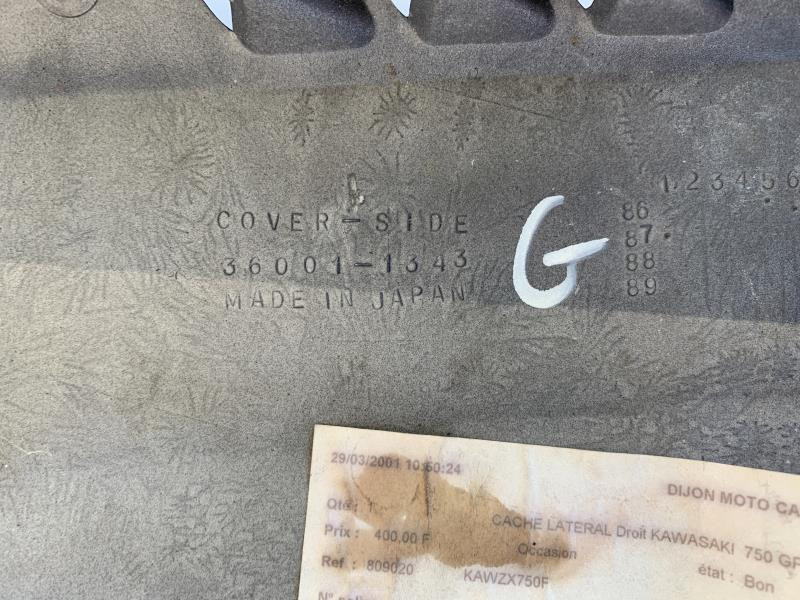 1 2 3 4 5 6
COVER-SIDE
36001-1343
MADE IN JAPAN
G
86
87
88
89
29/03/2001 10:50:24
DIJON MOTO CA
Qté : 1
CACHE LATERAL Droit KAWASAKI 750 GP
Prix : 400.00 F
Occasion
état : Bon
Ref : 809020
KAWZX750F
N°